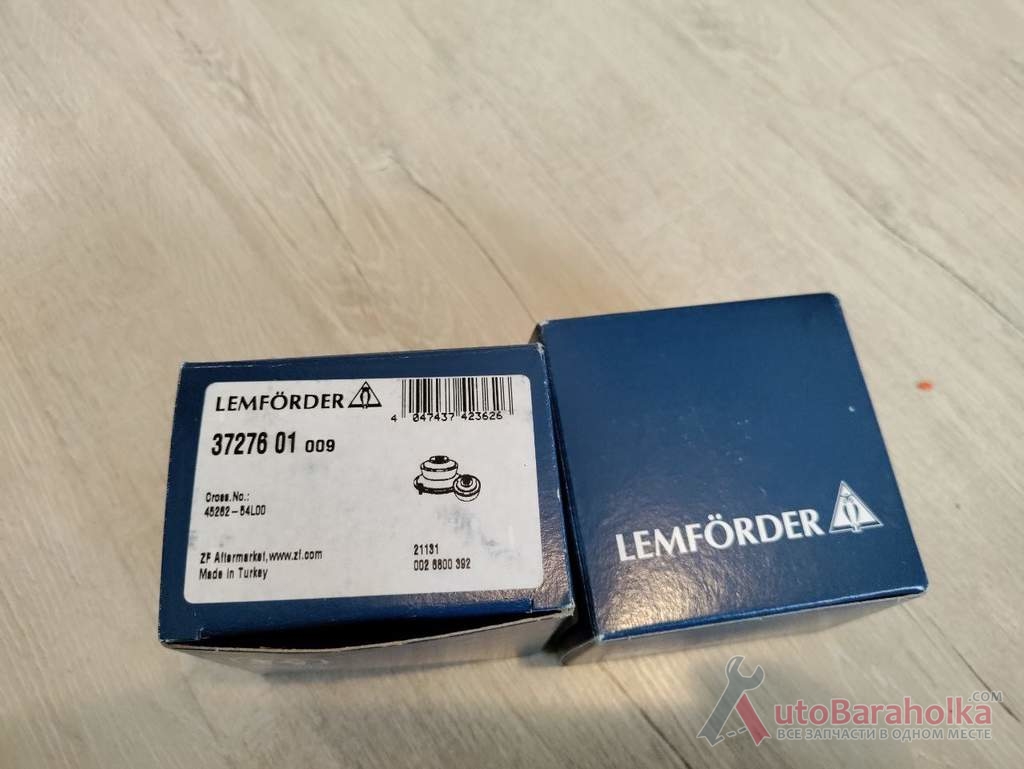 LEMFÖRDER
4 047437 423626
37276 01 009
Cross.No.:
45262-54L00
ZF Aftermarket,www.zf.com
Made in Turkey
21131
002 6800 392
LEMFÖRDER
AutoBaraholka.COM
ВСЕ ЗАПЧАСТИ В ОДНОМ МЕСТЕ